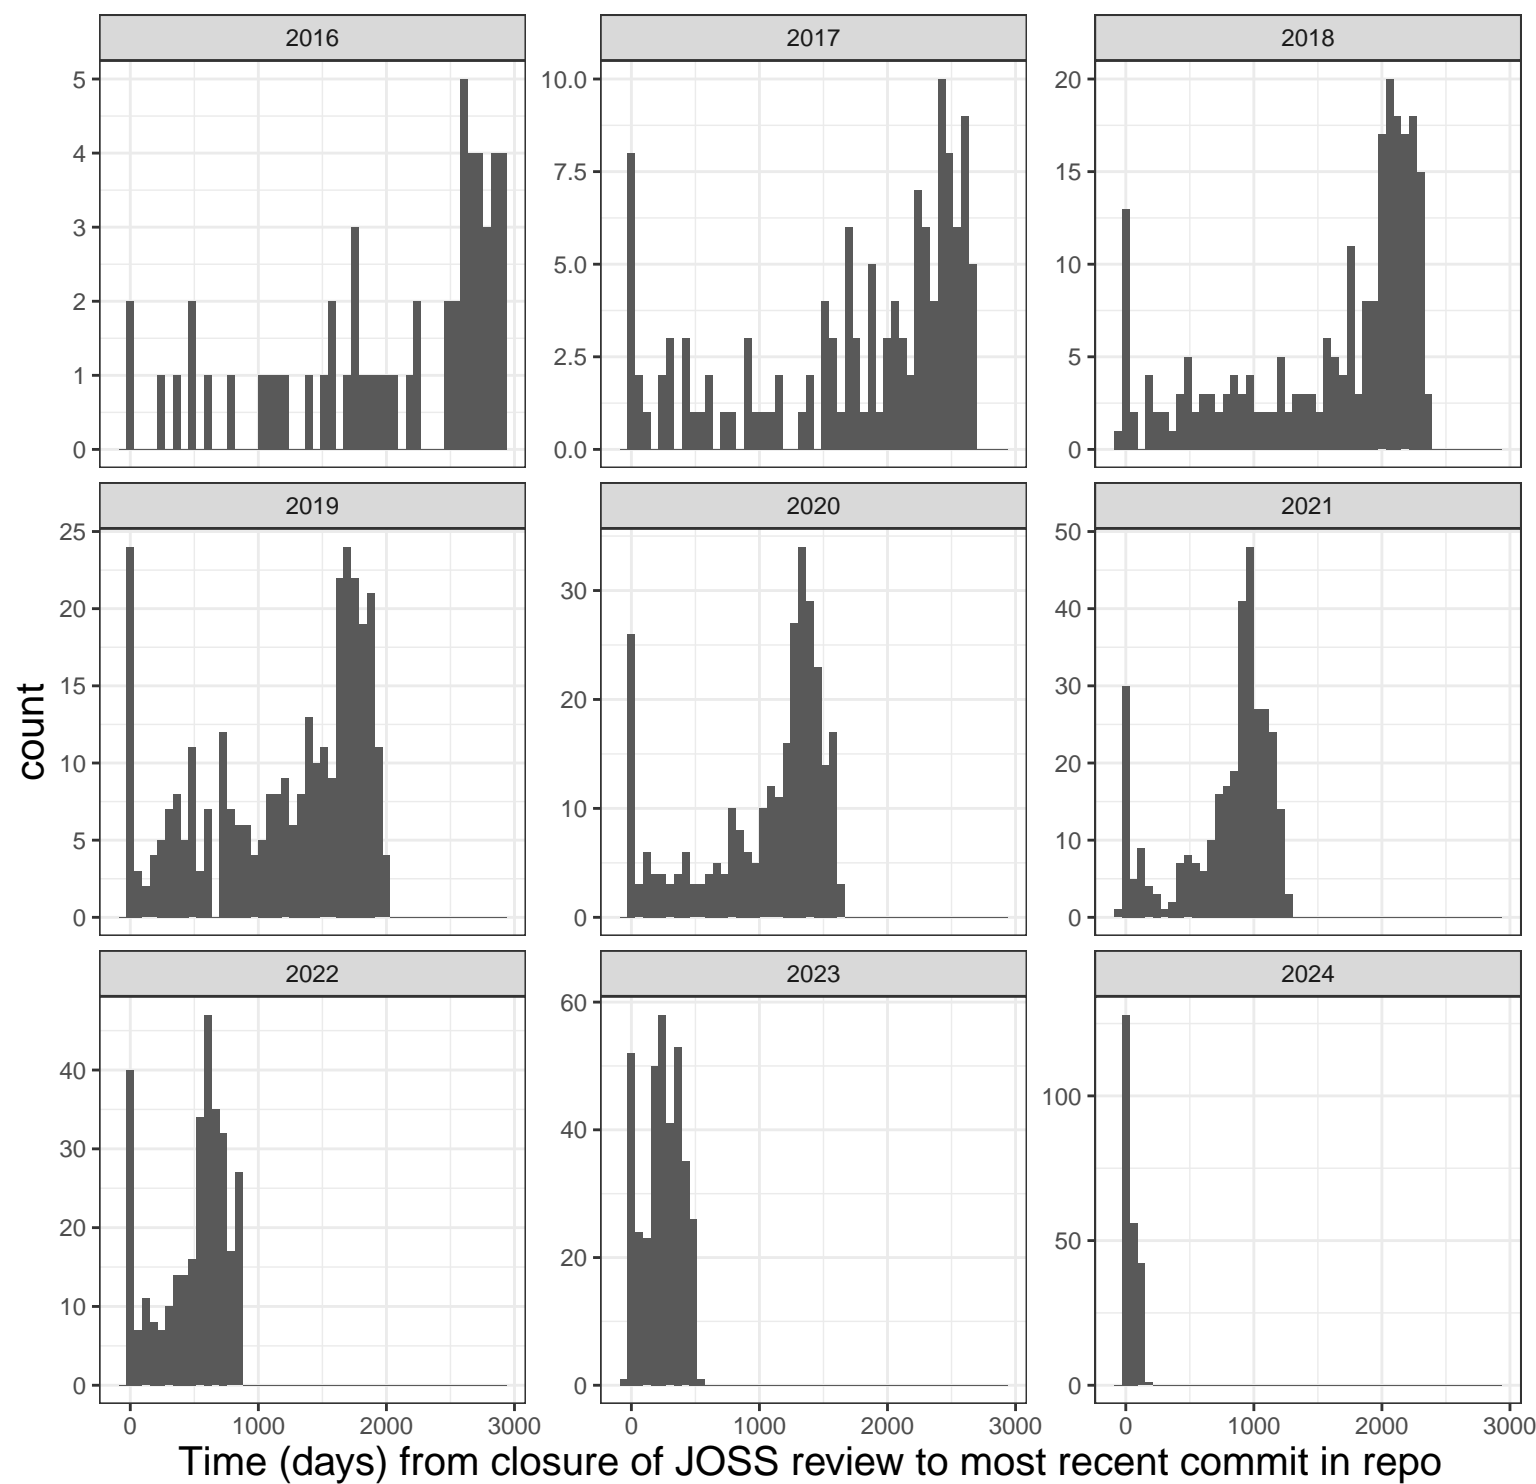 2016 2017 2018
5 10.0 20
4 7.5 15
3 5.0 10
2 2.5 5
1 0.0 0
0
2019 2020 2021
25 30 50
20 20 40
15 10 30
10 0 20
5 10
0 0
count
2022 2023 2024
40 60 100
30 40 50
20 20 0
10 0
0
0 1000 2000 3000 0 1000 2000 3000 0 1000 2000 3000
Time (days) from closure of JOSS review to most recent commit in repo